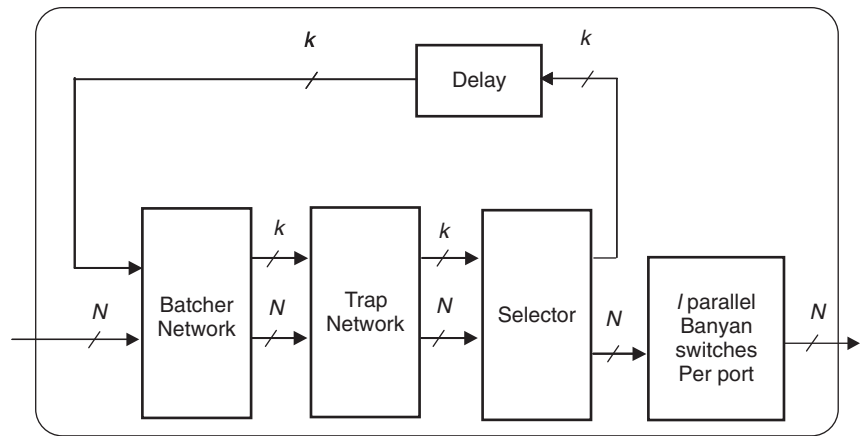 k
k
Delay
k
k
N
Batcher
Network
N
Trap
Network
N
Selector
N
l parallel
Banyan
switches
Per port
N